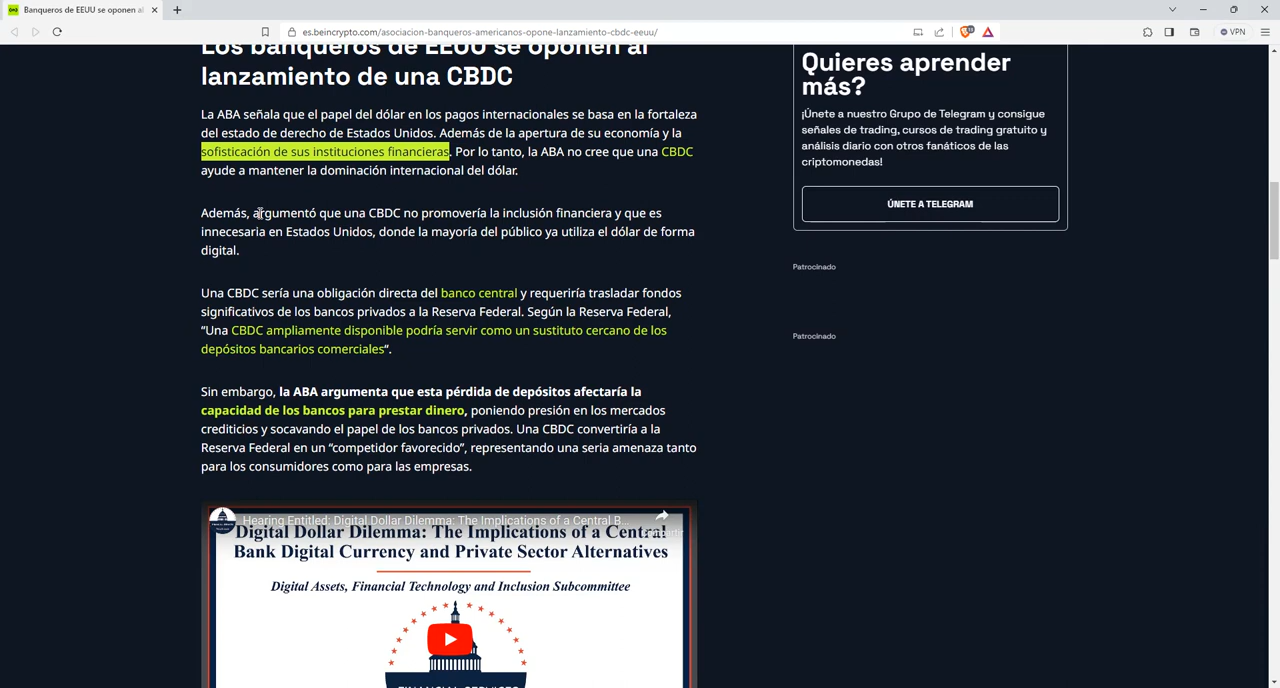 Banqueros de EEUU se oponen al
es.beincrypto.com/asociacion-banqueros-americanos-opone-lanzamiento-cbdc-eeuu/
VPN
Los banqueros de EEUU se oponen al
lanzamiento de una CBDC
La ABA señala que el papel del dólar en los pagos internacionales se basa en la fortaleza
del estado de derecho de Estados Unidos. Además de la apertura de su economía y la
sofisticación de sus instituciones financieras. Por lo tanto, la ABA no cree que una CBDC
ayude a mantener la dominación internacional del dólar.
Además, argumentó que una CBDC no promovería la inclusión financiera y que es
innecesaria en Estados Unidos, donde la mayoría del público ya utiliza el dólar de forma
digital.
Una CBDC sería una obligación directa del banco central y requeriría trasladar fondos
significativos de los bancos privados a la Reserva Federal. Según la Reserva Federal,
“Una CBDC ampliamente disponible podría servir como un sustituto cercano de los
depósitos bancarios comerciales“.
Sin embargo, la ABA argumenta que esta pérdida de depósitos afectaría la
capacidad de los bancos para prestar dinero, poniendo presión en los mercados
crediticios y socavando el papel de los bancos privados. Una CBDC convertiría a la
Reserva Federal en un “competidor favorecido”, representando una seria amenaza tanto
para los consumidores como para las empresas.
Hearing Entitled: Digital Dollar Dilemma: The Implications of a Central B...
Digital Dollar Dilemma: The Implications of a Central
Bank Digital Currency and Private Sector Alternatives
Digital Assets, Financial Technology and Inclusion Subcommittee
FINANCIAL SERVICES
Quieres aprender
más?
¡Únete a nuestro Grupo de Telegram y consigue
señales de trading, cursos de trading gratuito y
análisis diario con otros fanáticos de las
criptomonedas!
ÚNETE A TELEGRAM
Patrocinado
Patrocinado